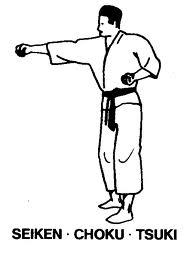 SEIKEN · CHOKU · TSUKI